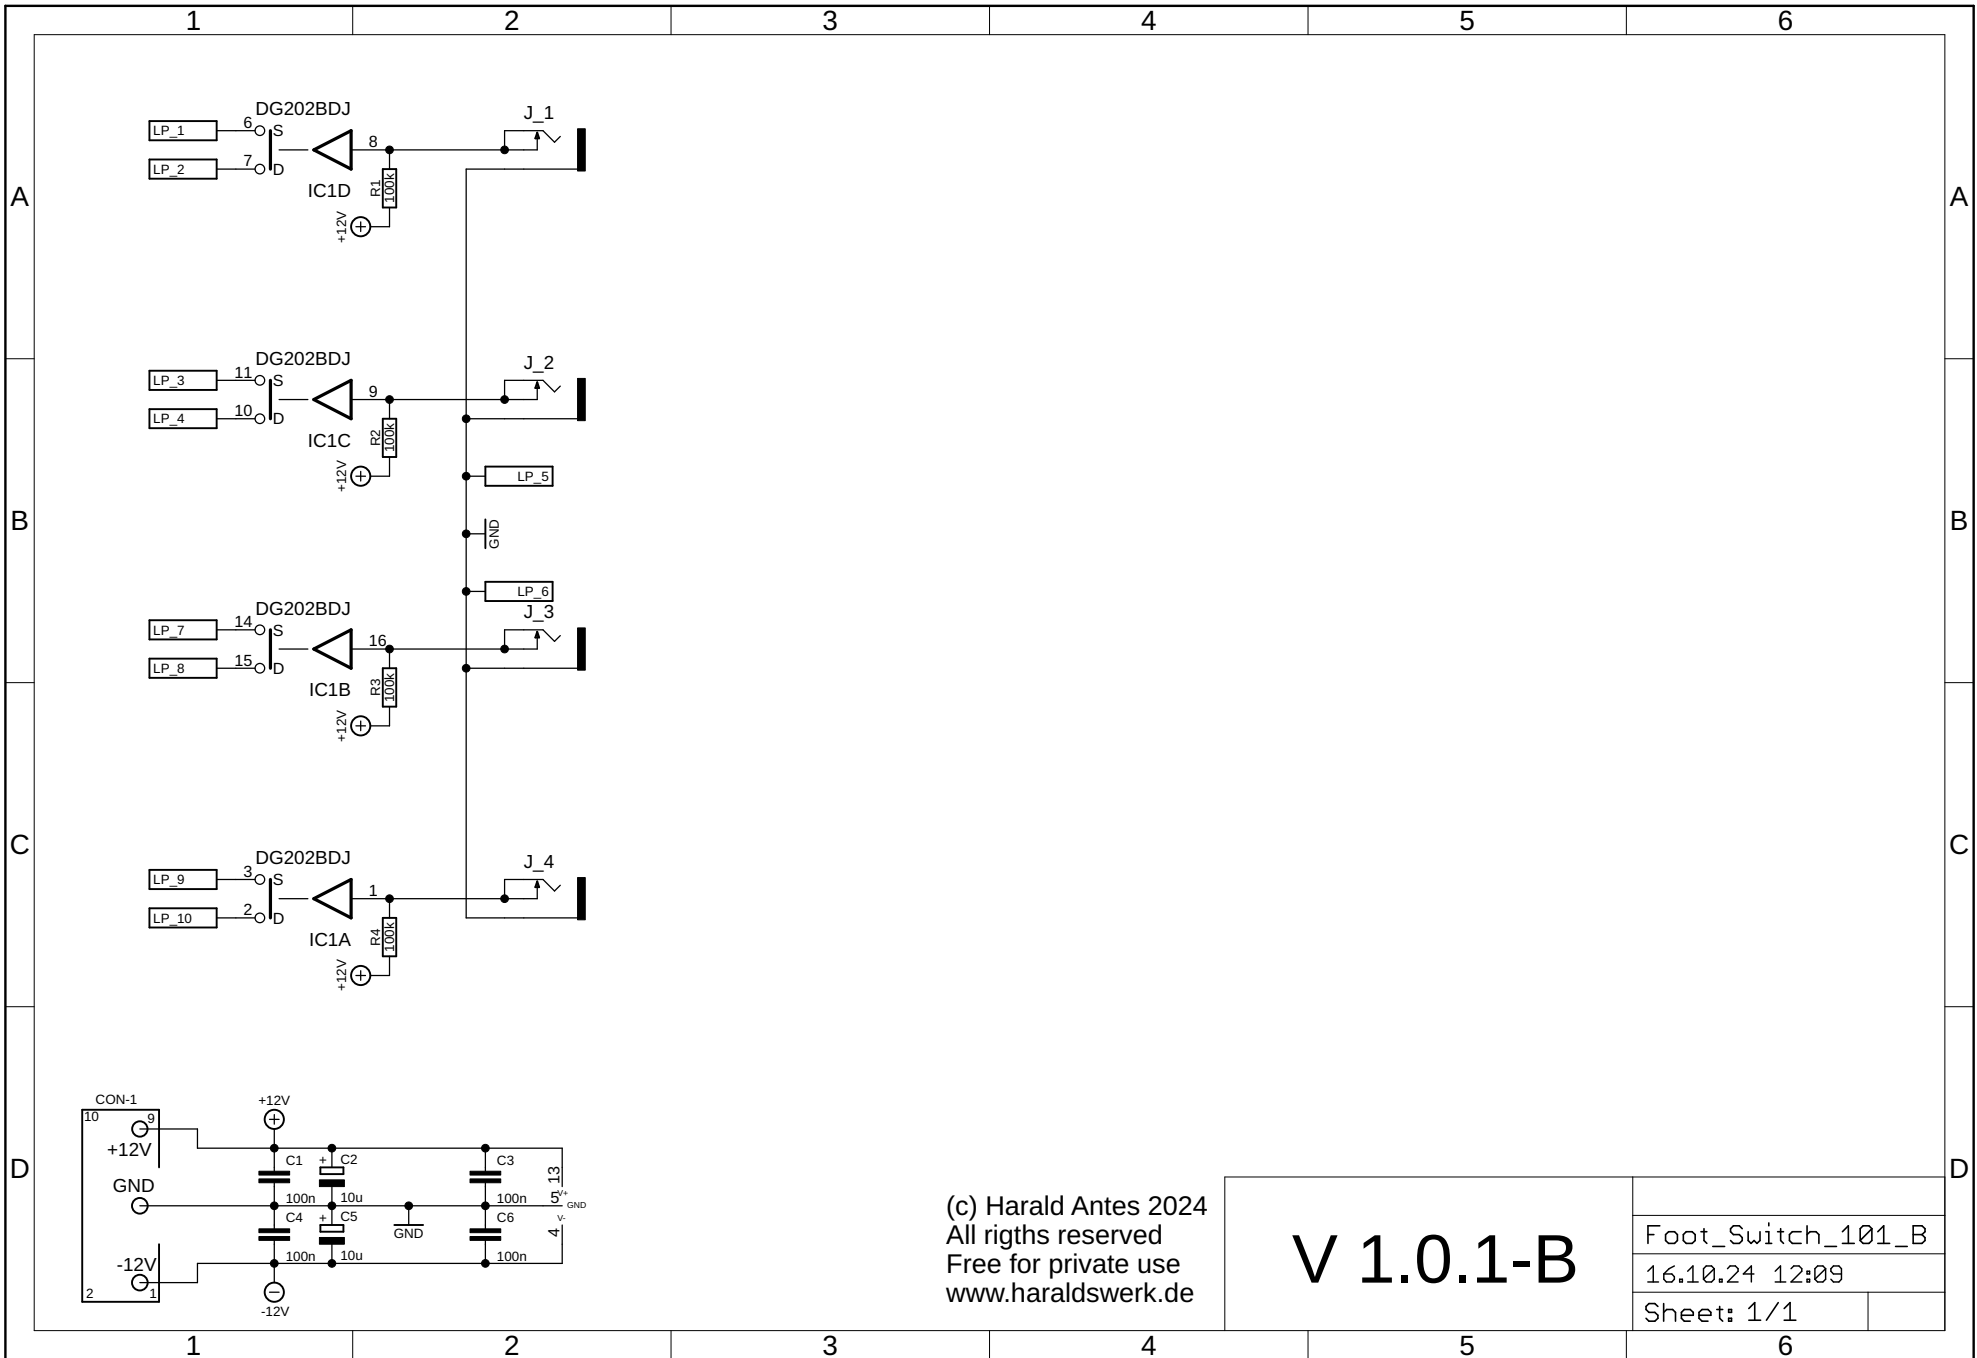 1 2 3 4 5 6
A A
DG202BDJ
LP_1 6 S
LP_2 7 D
8
IC1D
R1
100k
+12V
J_1
B B
DG202BDJ
LP_3 11 S
LP_4 10 D
9
IC1C
R2
100k
+12V
J_2
LP_5
GND
LP_6
DG202BDJ
LP_7 14 S
LP_8 15 D
16
IC1B
R3
100k
+12V
J_3
C C
DG202BDJ
LP_9 3 S
LP_10 2 D
1
IC1A
R4
100k
+12V
J_4
D D
CON-1
10 9
+12V
GND
-12V
2 1
+12V
C1
100n
+ C2
10u
C3
100n
13
V+
5 GND
V-
4
C4
100n
+ C5
10u
GND
C6
100n
-12V
(c) Harald Antes 2024
All rigths reserved
Free for private use
www.haraldswerk.de
V 1.0.1-B
Foot_Switch_101_B
16.10.24 12:09
Sheet: 1/1
1 2 3 4 5 6